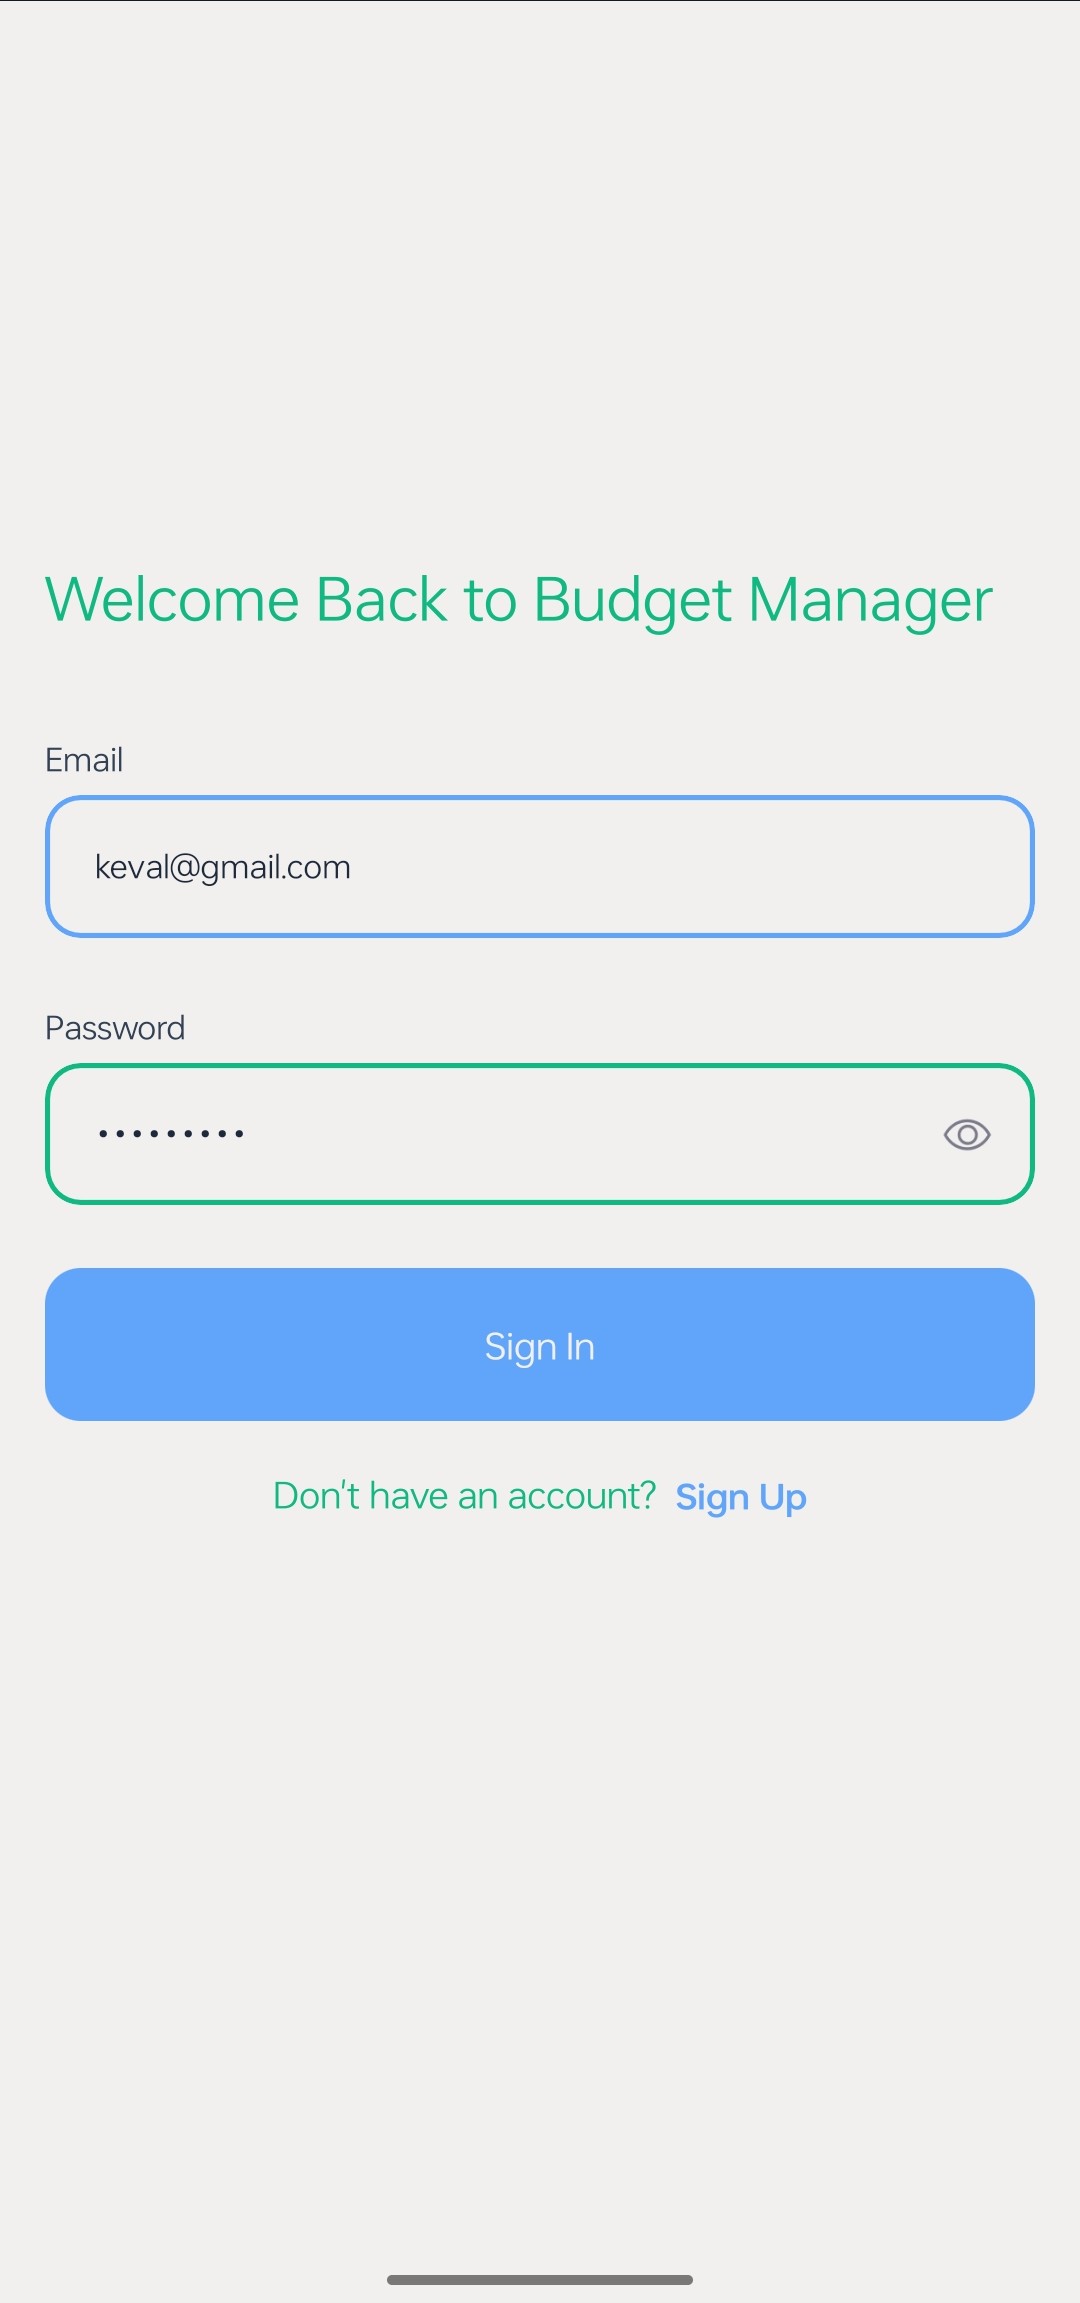 Welcome Back to Budget Manager
Email
keval@gmail.com
Password
•••••••••
Sign In
Don't have an account? Sign Up